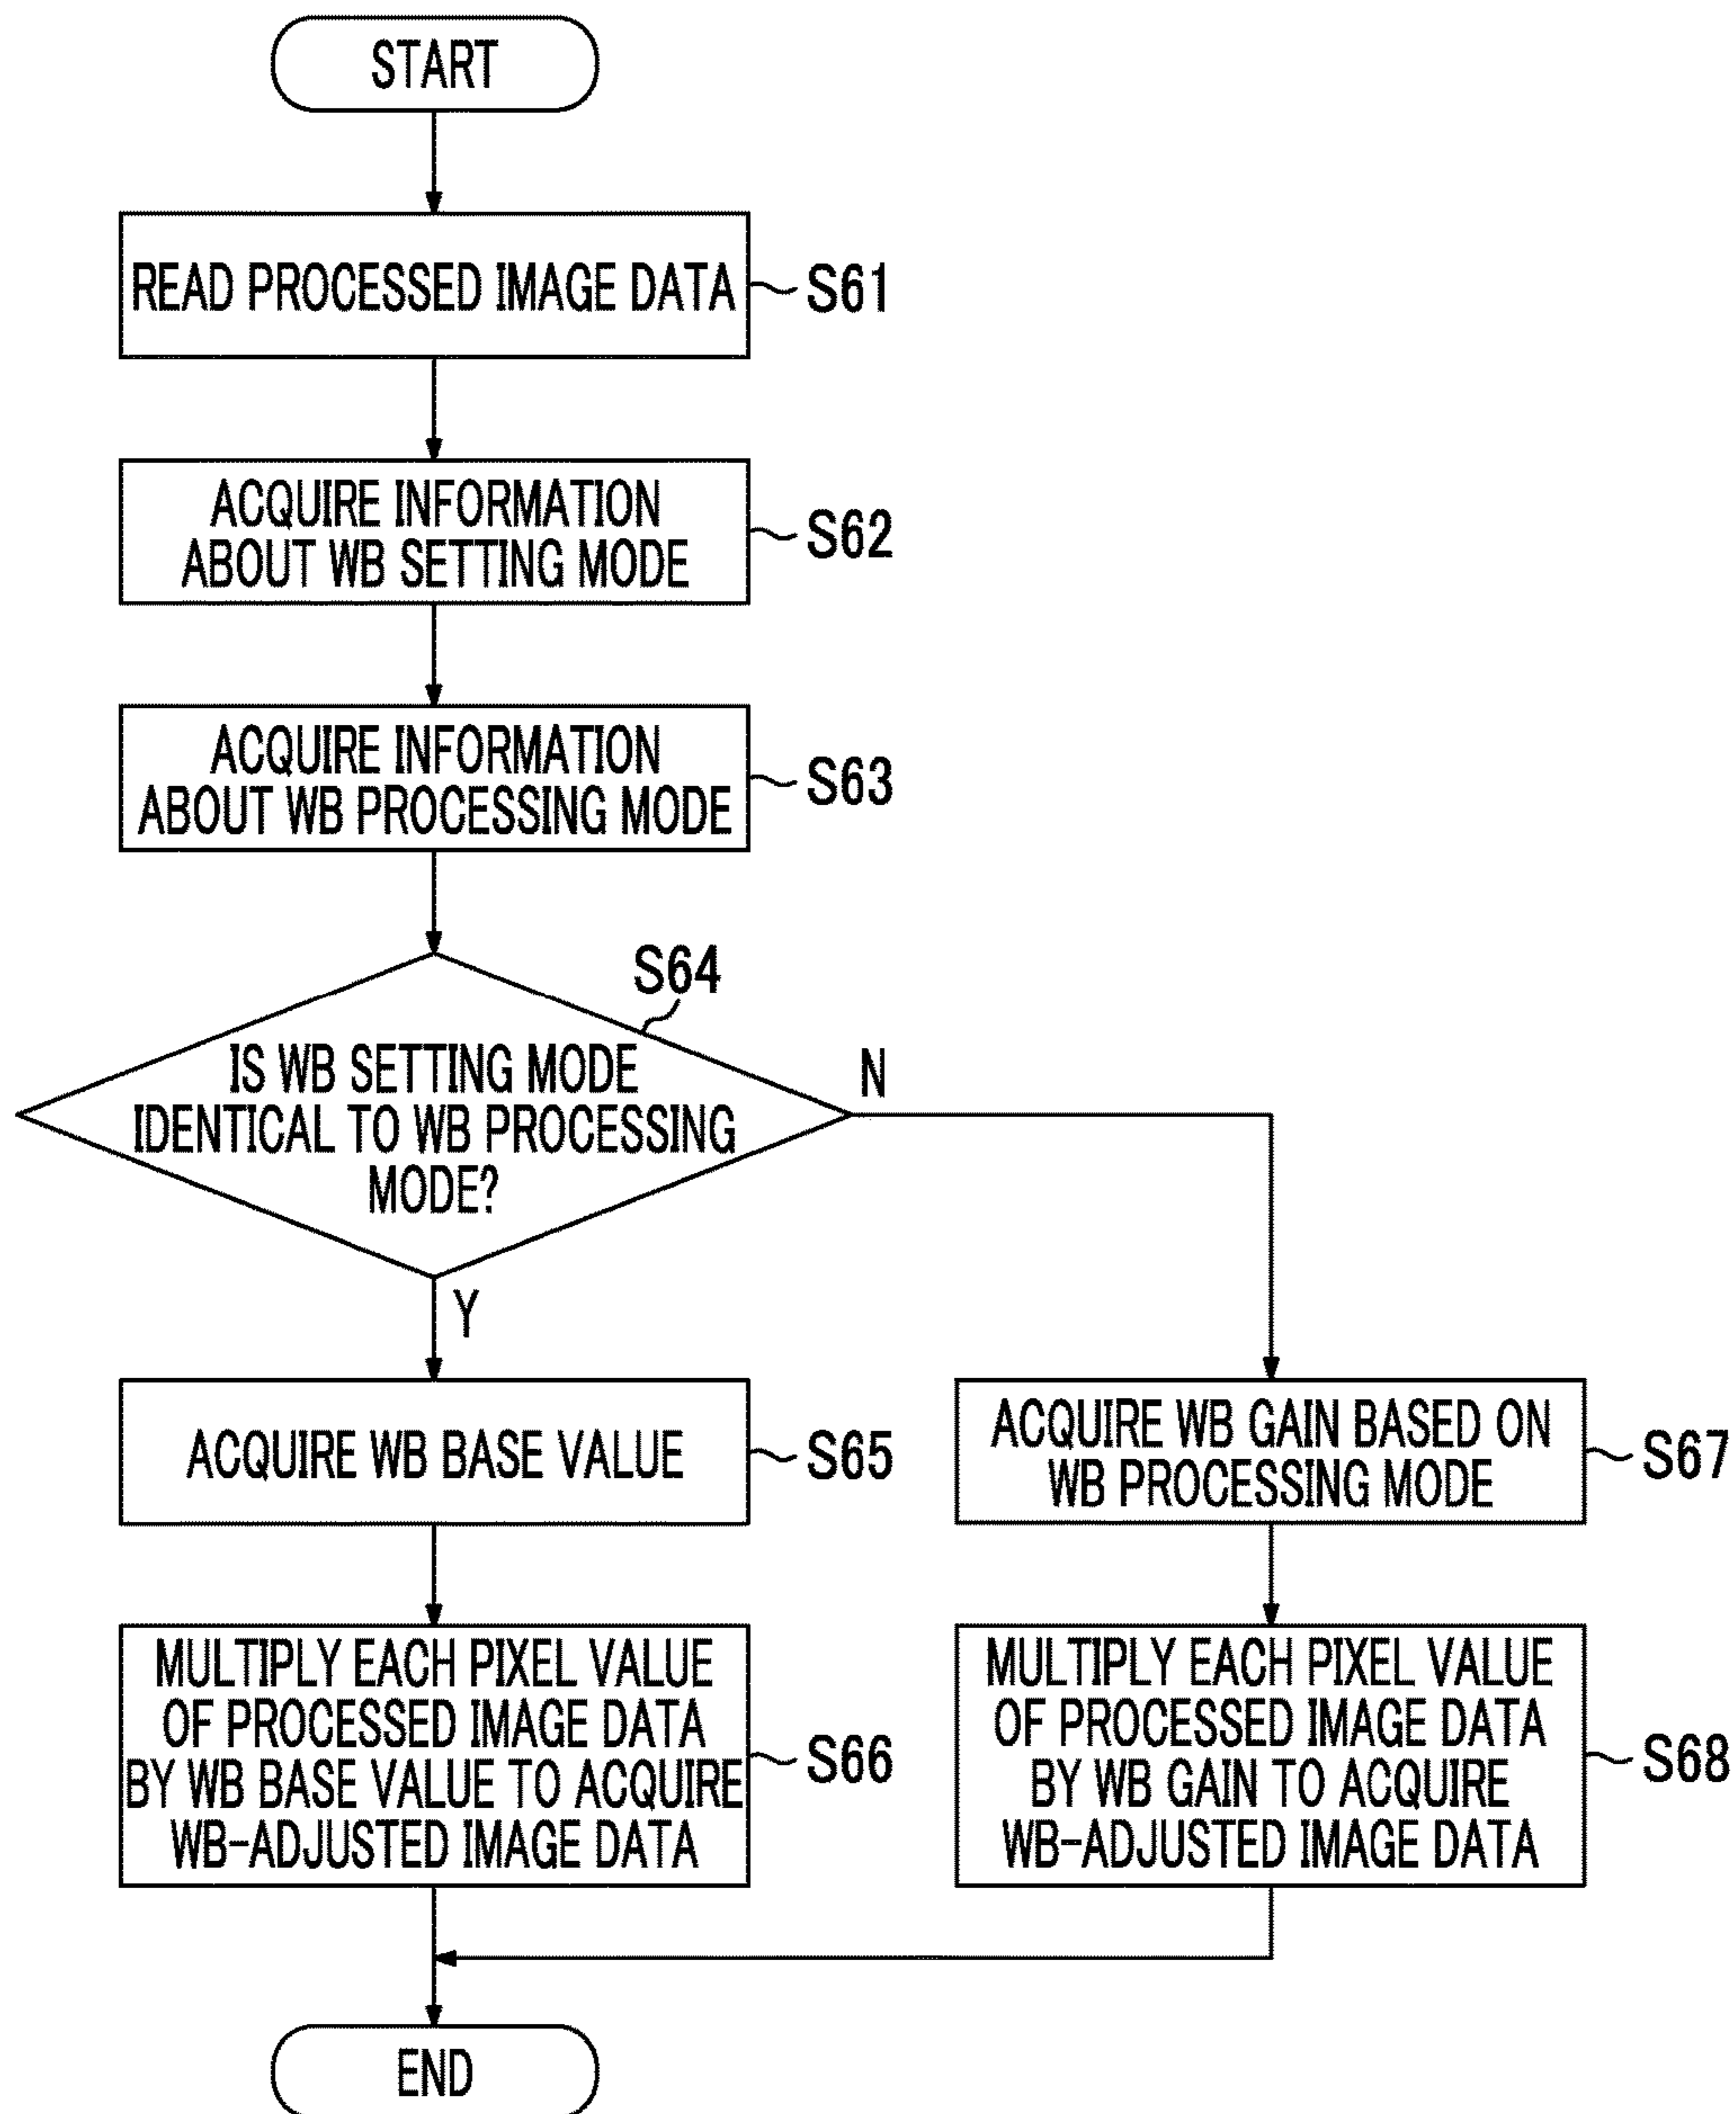 START
READ PROCESSED IMAGE DATA
S61
ACQUIRE INFORMATION
ABOUT WB SETTING MODE
S62
ACQUIRE INFORMATION
ABOUT WB PROCESSING MODE
S63
S64
IS WB SETTING MODE
IDENTICAL TO WB PROCESSING
MODE?
N
Y
ACQUIRE WB BASE VALUE
S65
ACQUIRE WB GAIN BASED ON
WB PROCESSING MODE
S67
MULTIPLY EACH PIXEL VALUE
OF PROCESSED IMAGE DATA
BY WB BASE VALUE TO ACQUIRE
WB-ADJUSTED IMAGE DATA
S66
MULTIPLY EACH PIXEL VALUE
OF PROCESSED IMAGE DATA
BY WB GAIN TO ACQUIRE
WB-ADJUSTED IMAGE DATA
S68
END